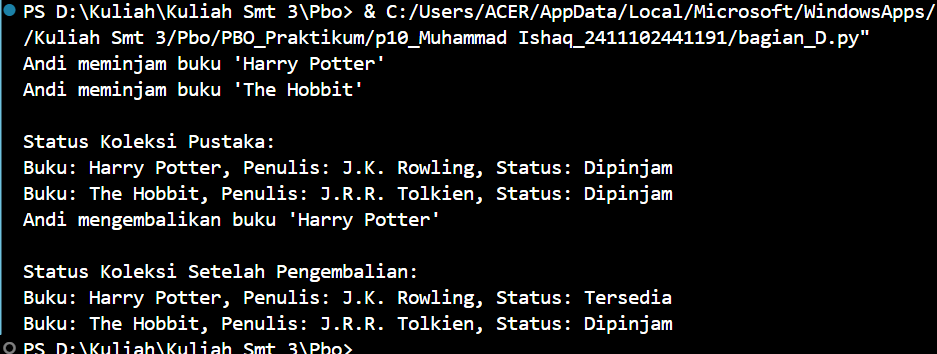 PS D:\Kuliah\Kuliah Smt 3\Pbo> & C:/Users/ACER/AppData/Local/Microsoft/WindowsApps/
/Kuliah Smt 3/Pbo/PBO_Praktikum/p10_Muhammad Ishaq_2411102441191/bagian_D.py"
Andi meminjam buku 'Harry Potter'
Andi meminjam buku 'The Hobbit'

Status Koleksi Pustaka:
Buku: Harry Potter, Penulis: J.K. Rowling, Status: Dipinjam
Buku: The Hobbit, Penulis: J.R.R. Tolkien, Status: Dipinjam
Andi mengembalikan buku 'Harry Potter'

Status Koleksi Setelah Pengembalian:
Buku: Harry Potter, Penulis: J.K. Rowling, Status: Tersedia
Buku: The Hobbit, Penulis: J.R.R. Tolkien, Status: Dipinjam
PS D:\Kuliah\Kuliah Smt 3\Pbo>